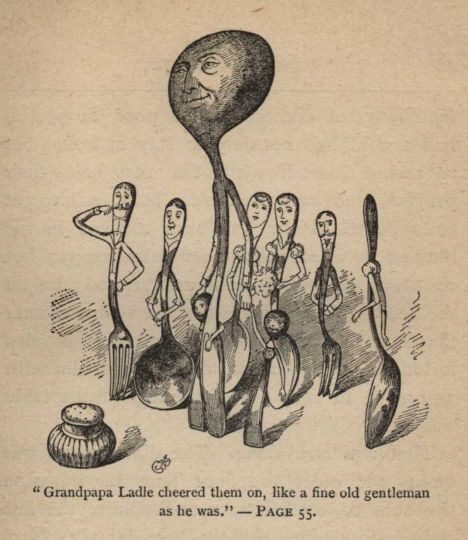 "Grandpapa Ladle cheered them on, like a fine old gentleman
as he was." — PAGE 55.